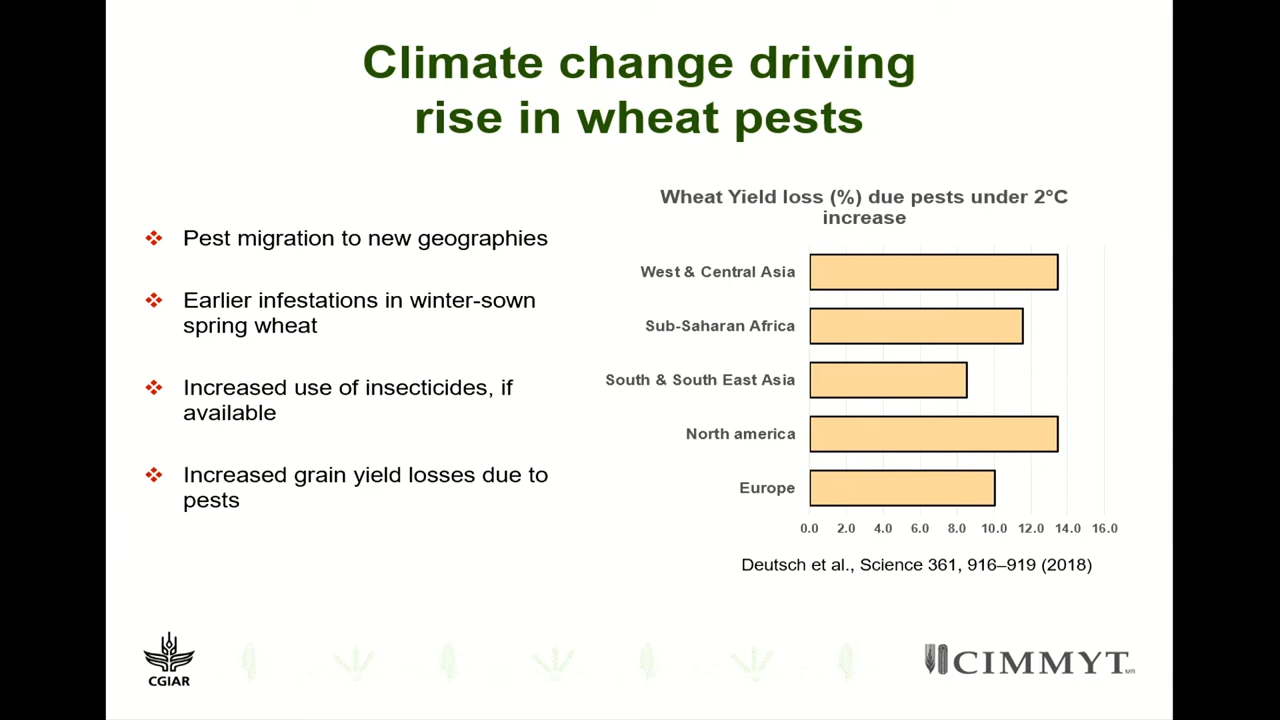 Climate change driving
rise in wheat pests
Pest migration to new geographies
Earlier infestations in winter-sown
spring wheat
Increased use of insecticides, if
available
Increased grain yield losses due to
pests
Wheat Yield loss (%) due pests under 2°C
increase
West & Central Asia
Sub-Saharan Africa
South & South East Asia
North america
Europe
0.0 2.0 4.0 6.0 8.0 10.0 12.0 14.0 16.0
Deutsch et al., Science 361, 916–919 (2018)
CGIAR
CIMMYT MR